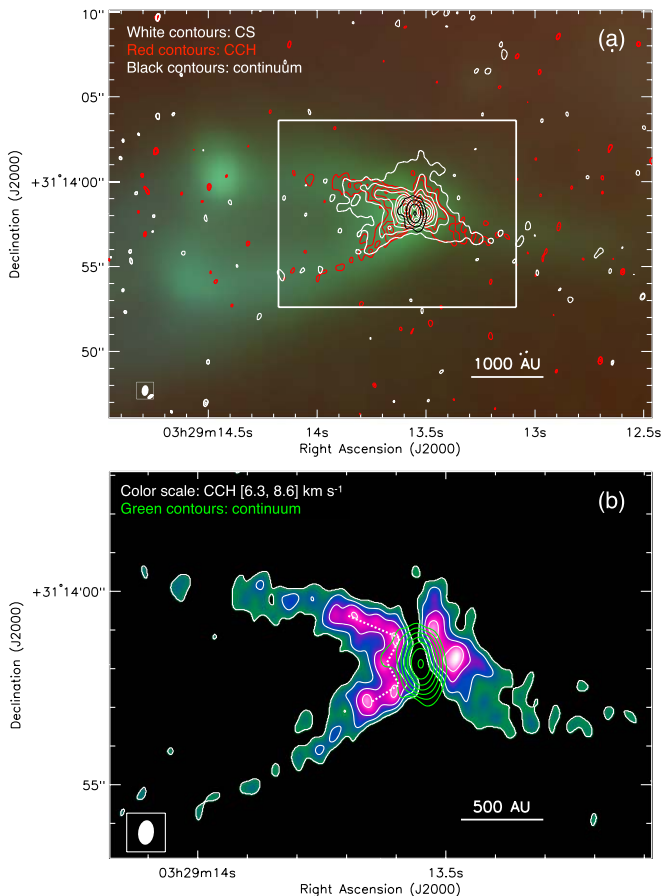 10''
White contours: CS
(a)
Red contours: CCH
Black contours: continuum
05''
+31°14'00''
55''
50''
1000 AU
Declination (J2000)
03h29m14.5s 14s 13.5s 13s 12.5s
Right Ascension (J2000)
Color scale: CCH [6.3, 8.6] km s⁻¹
(b)
Green contours: continuum
+31°14'00''
Declination (J2000)
55''
500 AU
03h29m14s 13.5s
Right Ascension (J2000)